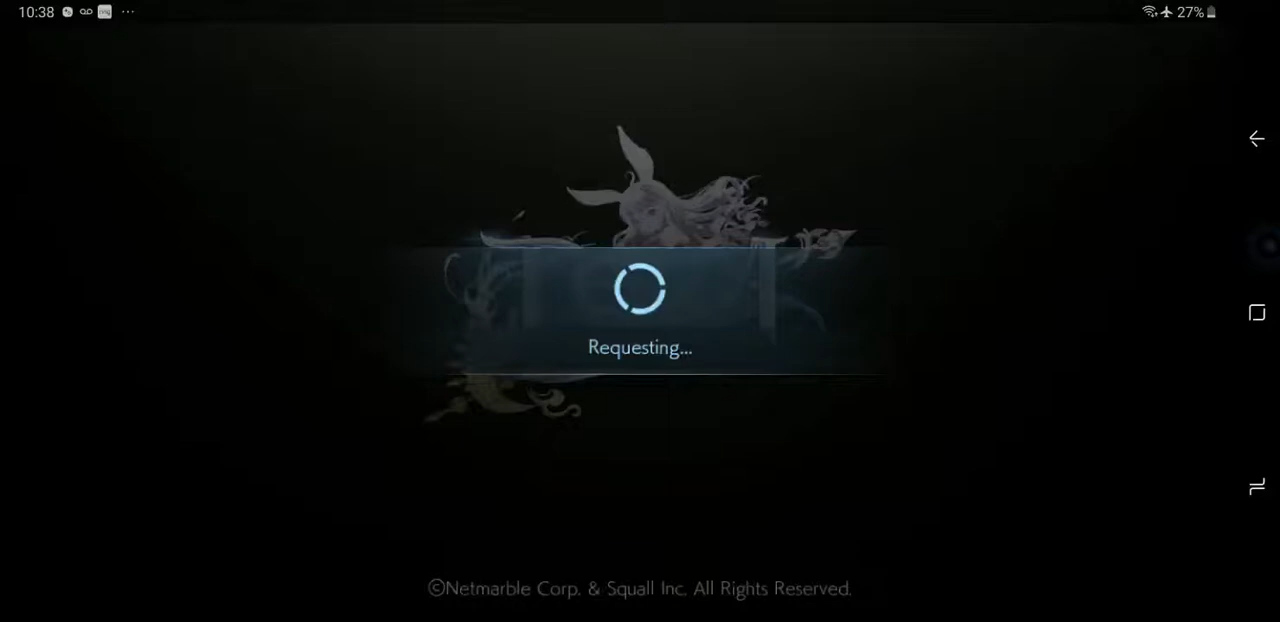 10:38
27%
Requesting...
©Netmarble Corp. & Squall Inc. All Rights Reserved.